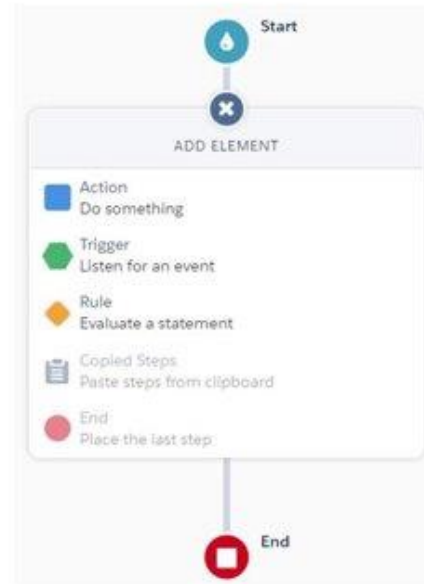 Start
ADD ELEMENT
Action
Do something
Trigger
Listen for an event
Rule
Evaluate a statement
Copied Steps
Paste steps from clipboard
End
Place the last step
End